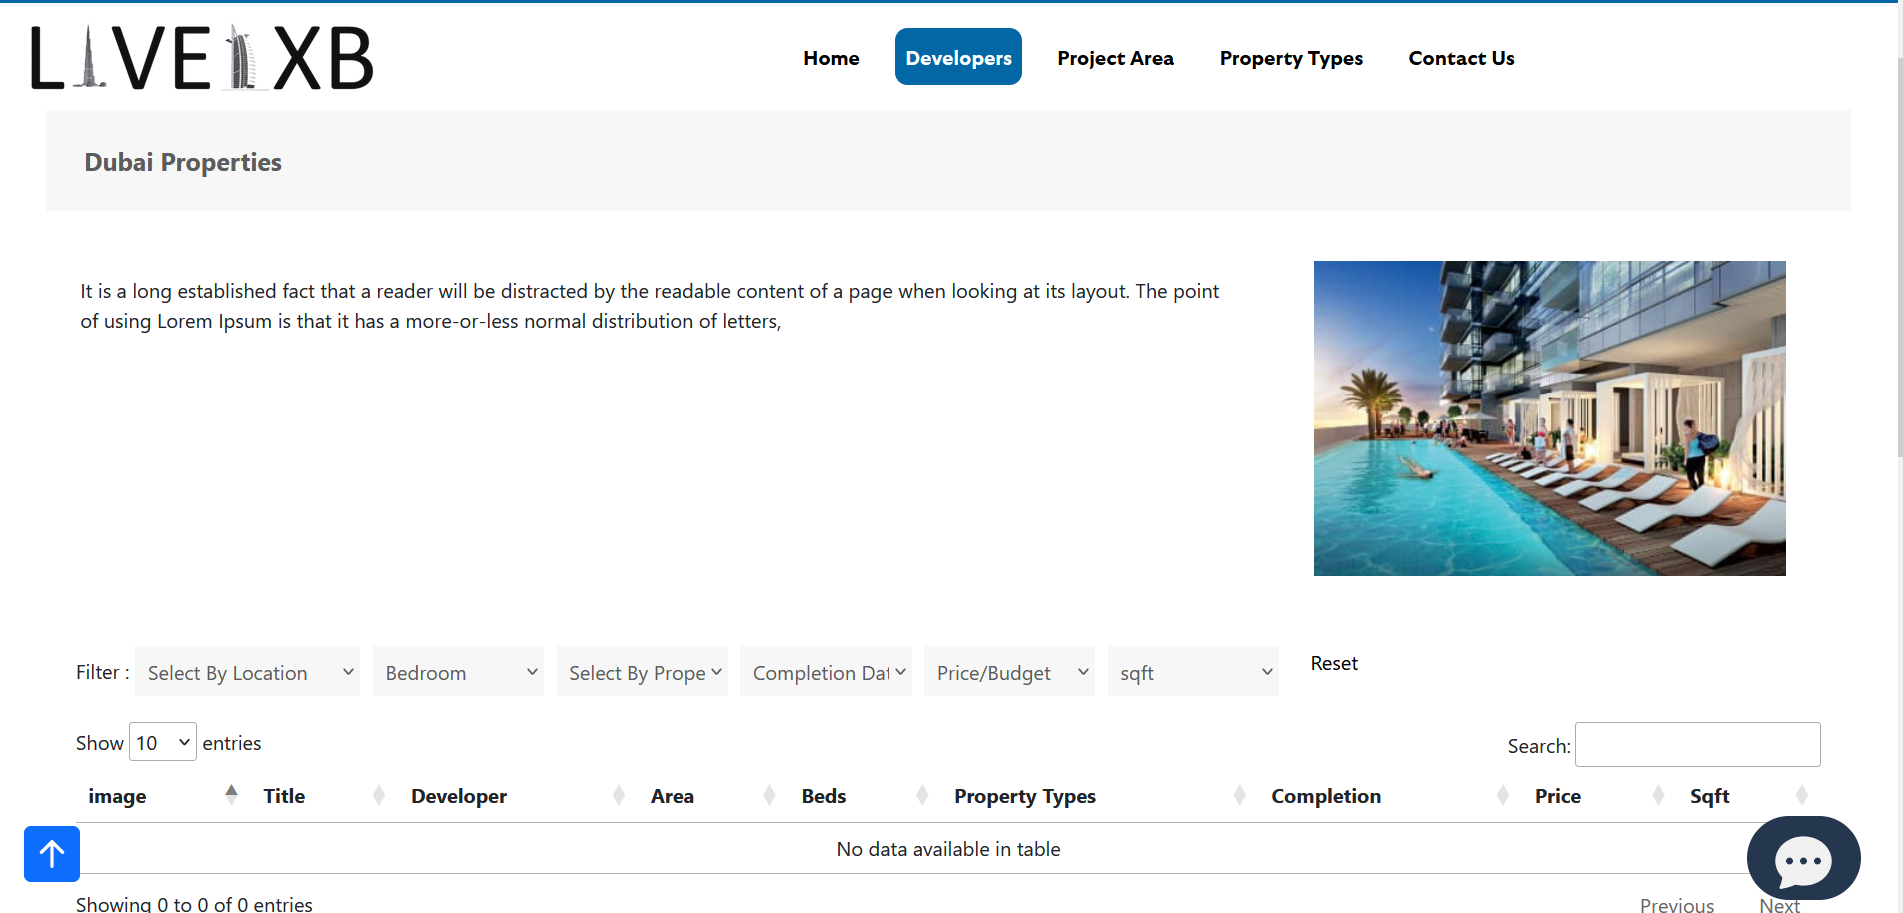 LIVE XB
Home Developers Project Area Property Types Contact Us
Dubai Properties
It is a long established fact that a reader will be distracted by the readable content of a page when looking at its layout. The point
of using Lorem Ipsum is that it has a more-or-less normal distribution of letters,
Filter : Select By Location Bedroom Select By Prope Completion Dat Price/Budget sqft Reset
Show 10 entries Search:
image Title Developer Area Beds Property Types Completion Price Sqft
No data available in table
Showing 0 to 0 of 0 entries Previous Next